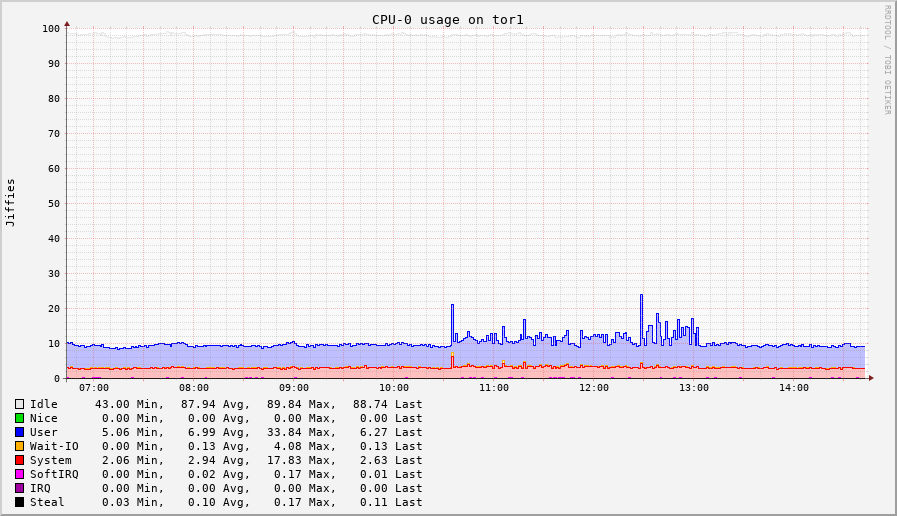 CPU-0 usage on tor1
RRDTOOL / TOBI OETIKER
Jiffies
100
90
80
70
60
50
40
30
20
10
0
07:00 08:00 09:00 10:00 11:00 12:00 13:00 14:00
Idle 43.00 Min, 87.94 Avg, 89.84 Max, 88.74 Last
Nice 0.00 Min, 0.00 Avg, 0.00 Max, 0.00 Last
User 5.06 Min, 6.99 Avg, 33.84 Max, 6.27 Last
Wait-IO 0.00 Min, 0.13 Avg, 4.08 Max, 0.13 Last
System 2.06 Min, 2.94 Avg, 17.83 Max, 2.63 Last
SoftIRQ 0.00 Min, 0.02 Avg, 0.17 Max, 0.01 Last
IRQ 0.00 Min, 0.00 Avg, 0.00 Max, 0.00 Last
Steal 0.03 Min, 0.10 Avg, 0.17 Max, 0.11 Last